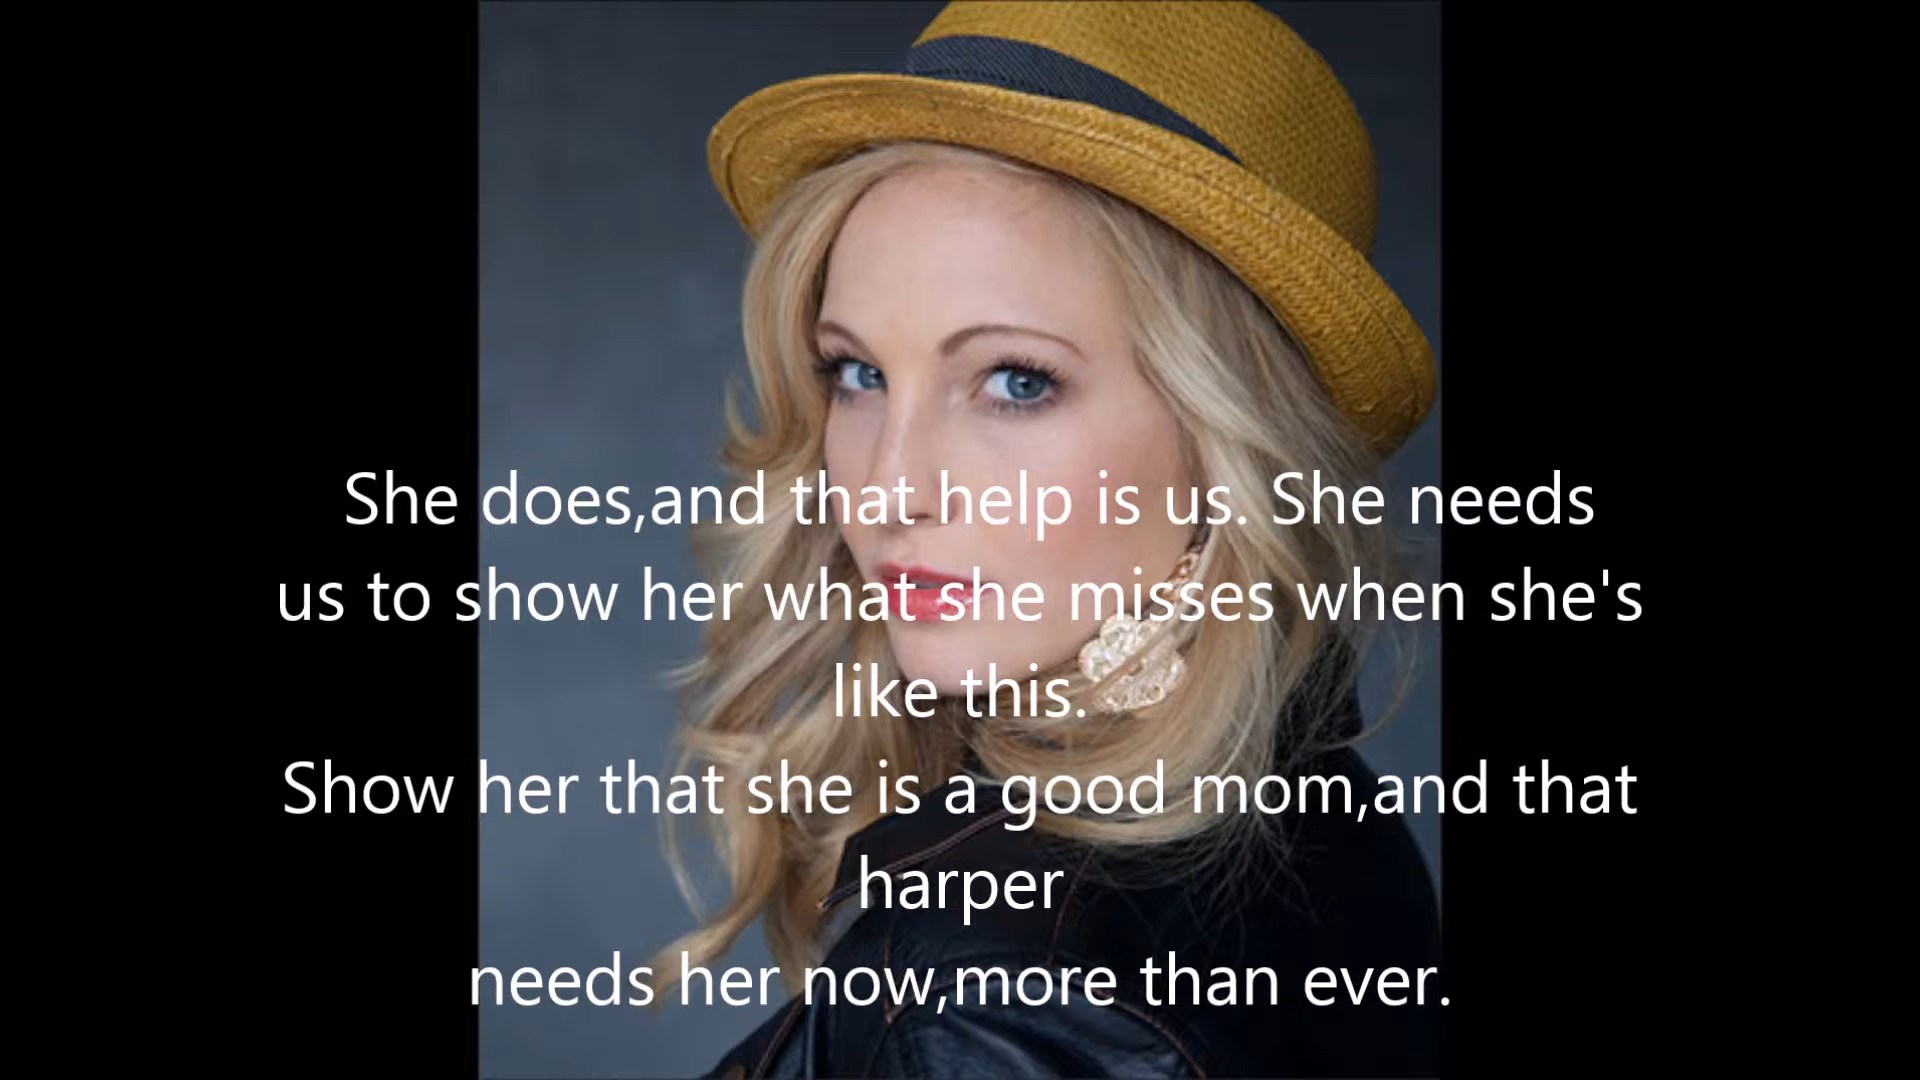 She does,and that help is us. She needs
us to show her what she misses when she's
like this.
Show her that she is a good mom,and that
harper
needs her now,more than ever.